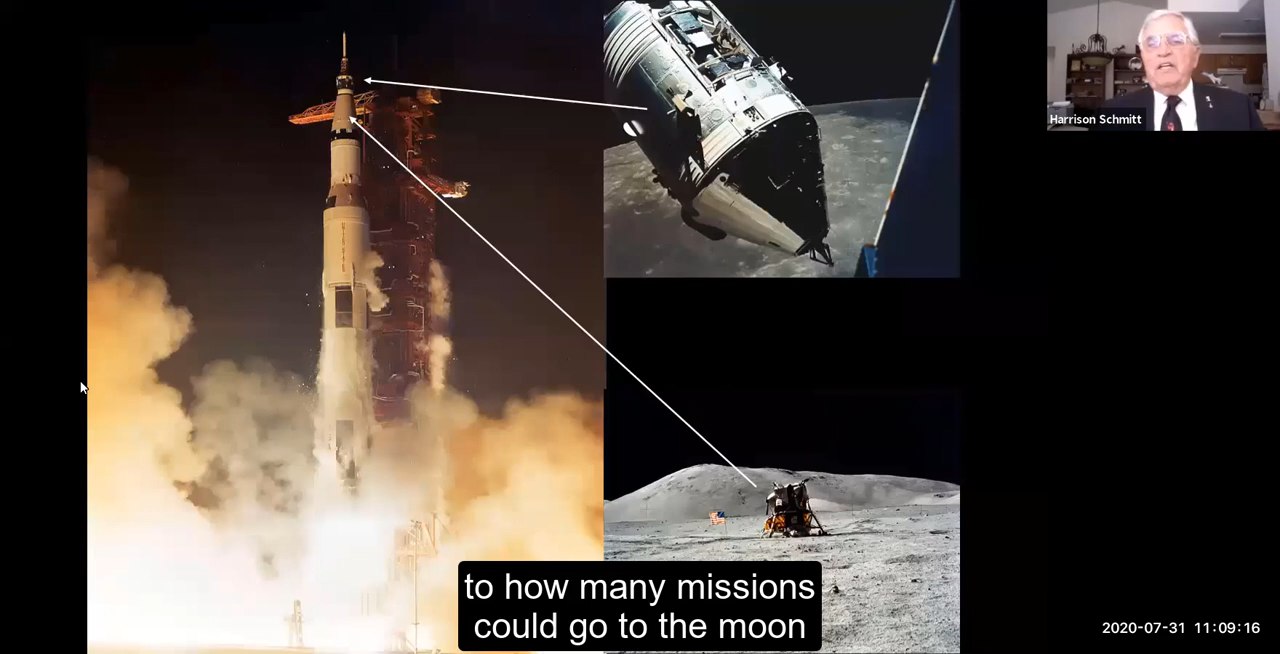 Harrison Schmitt
to how many missions
could go to the moon
2020-07-31 11:09:16